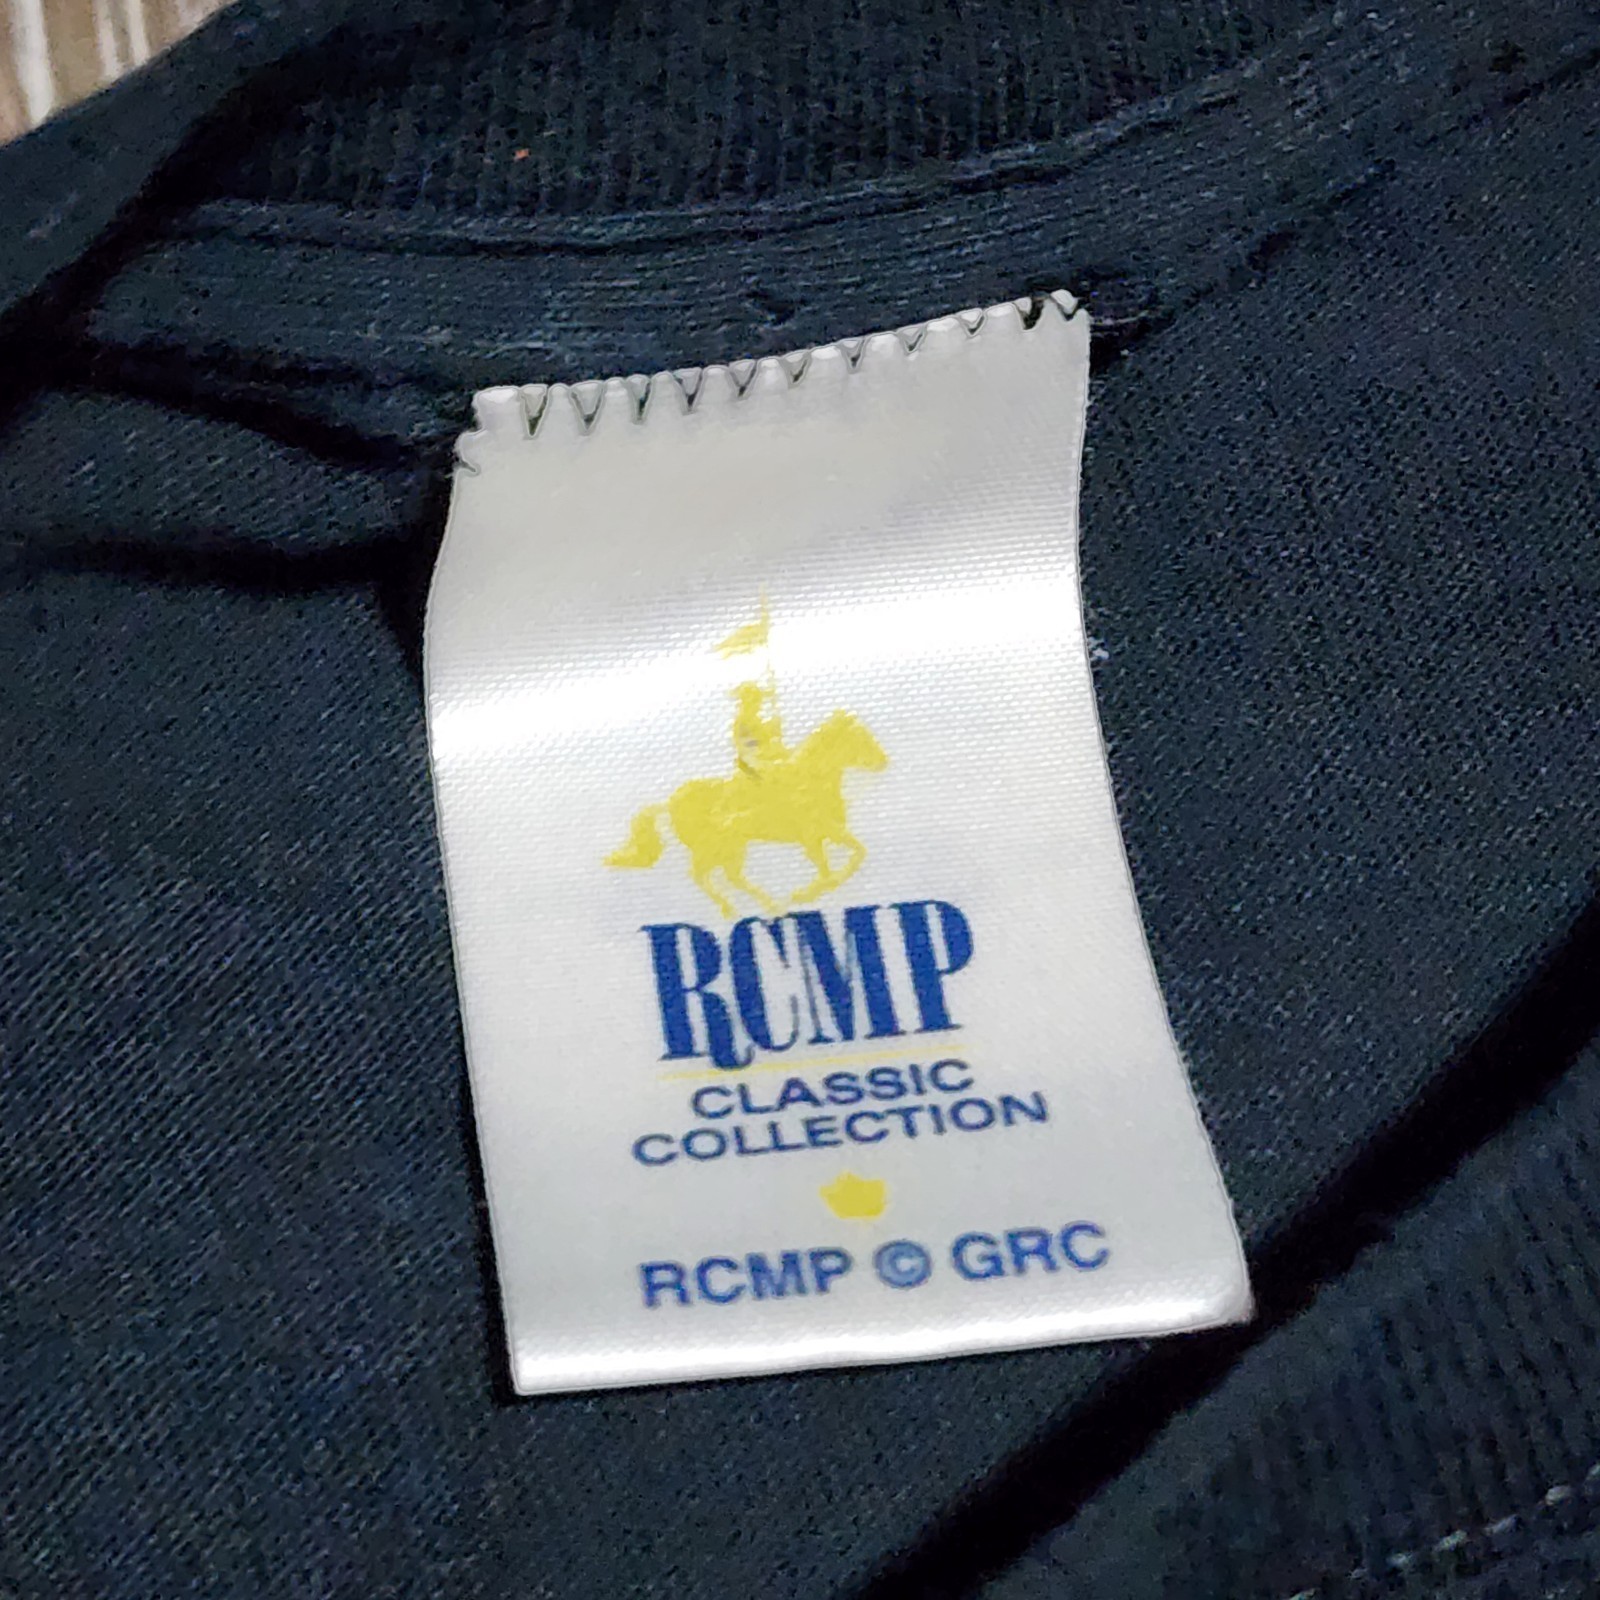 RCMP
CLASSIC
COLLECTION
RCMP © GRC